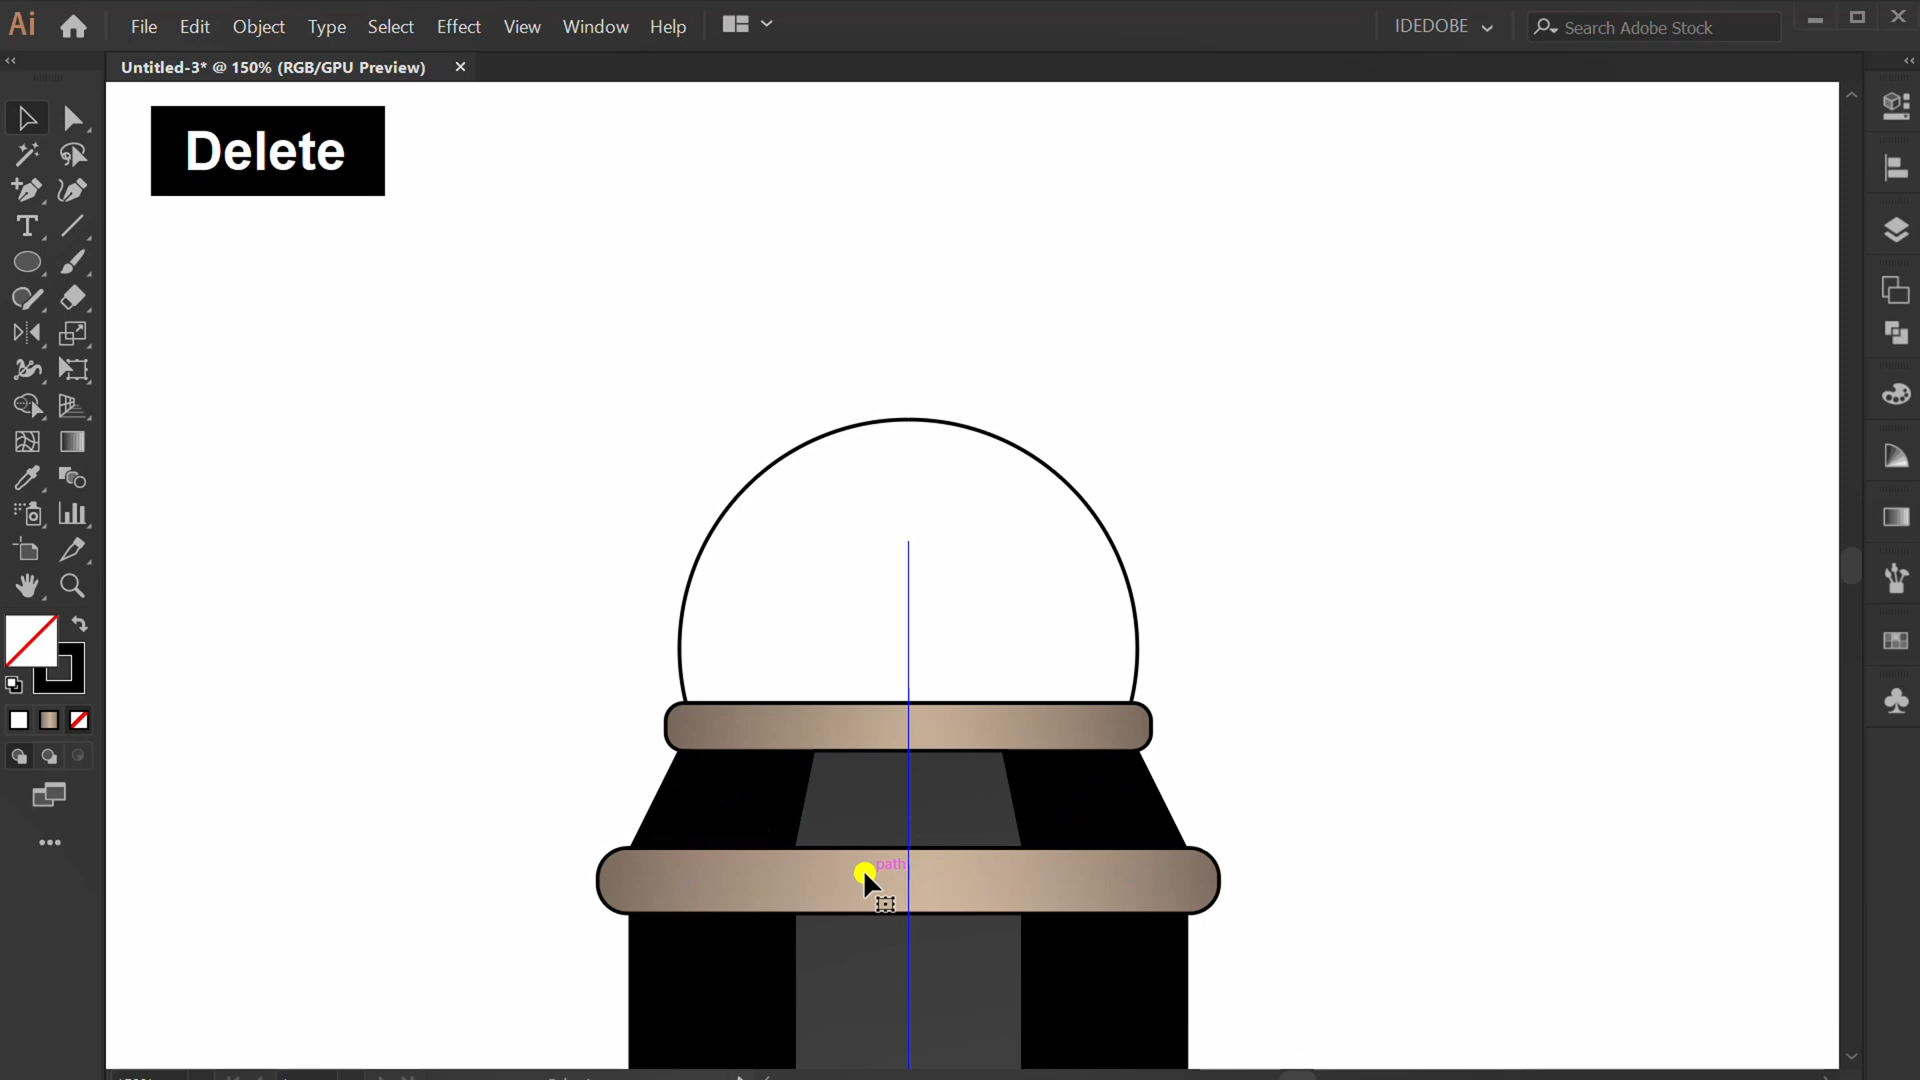 Ai File Edit Object Type Select Effect View Window Help IDEDOBE Search Adobe Stock
Untitled-3* @ 150% (RGB/GPU Preview)
Delete
path